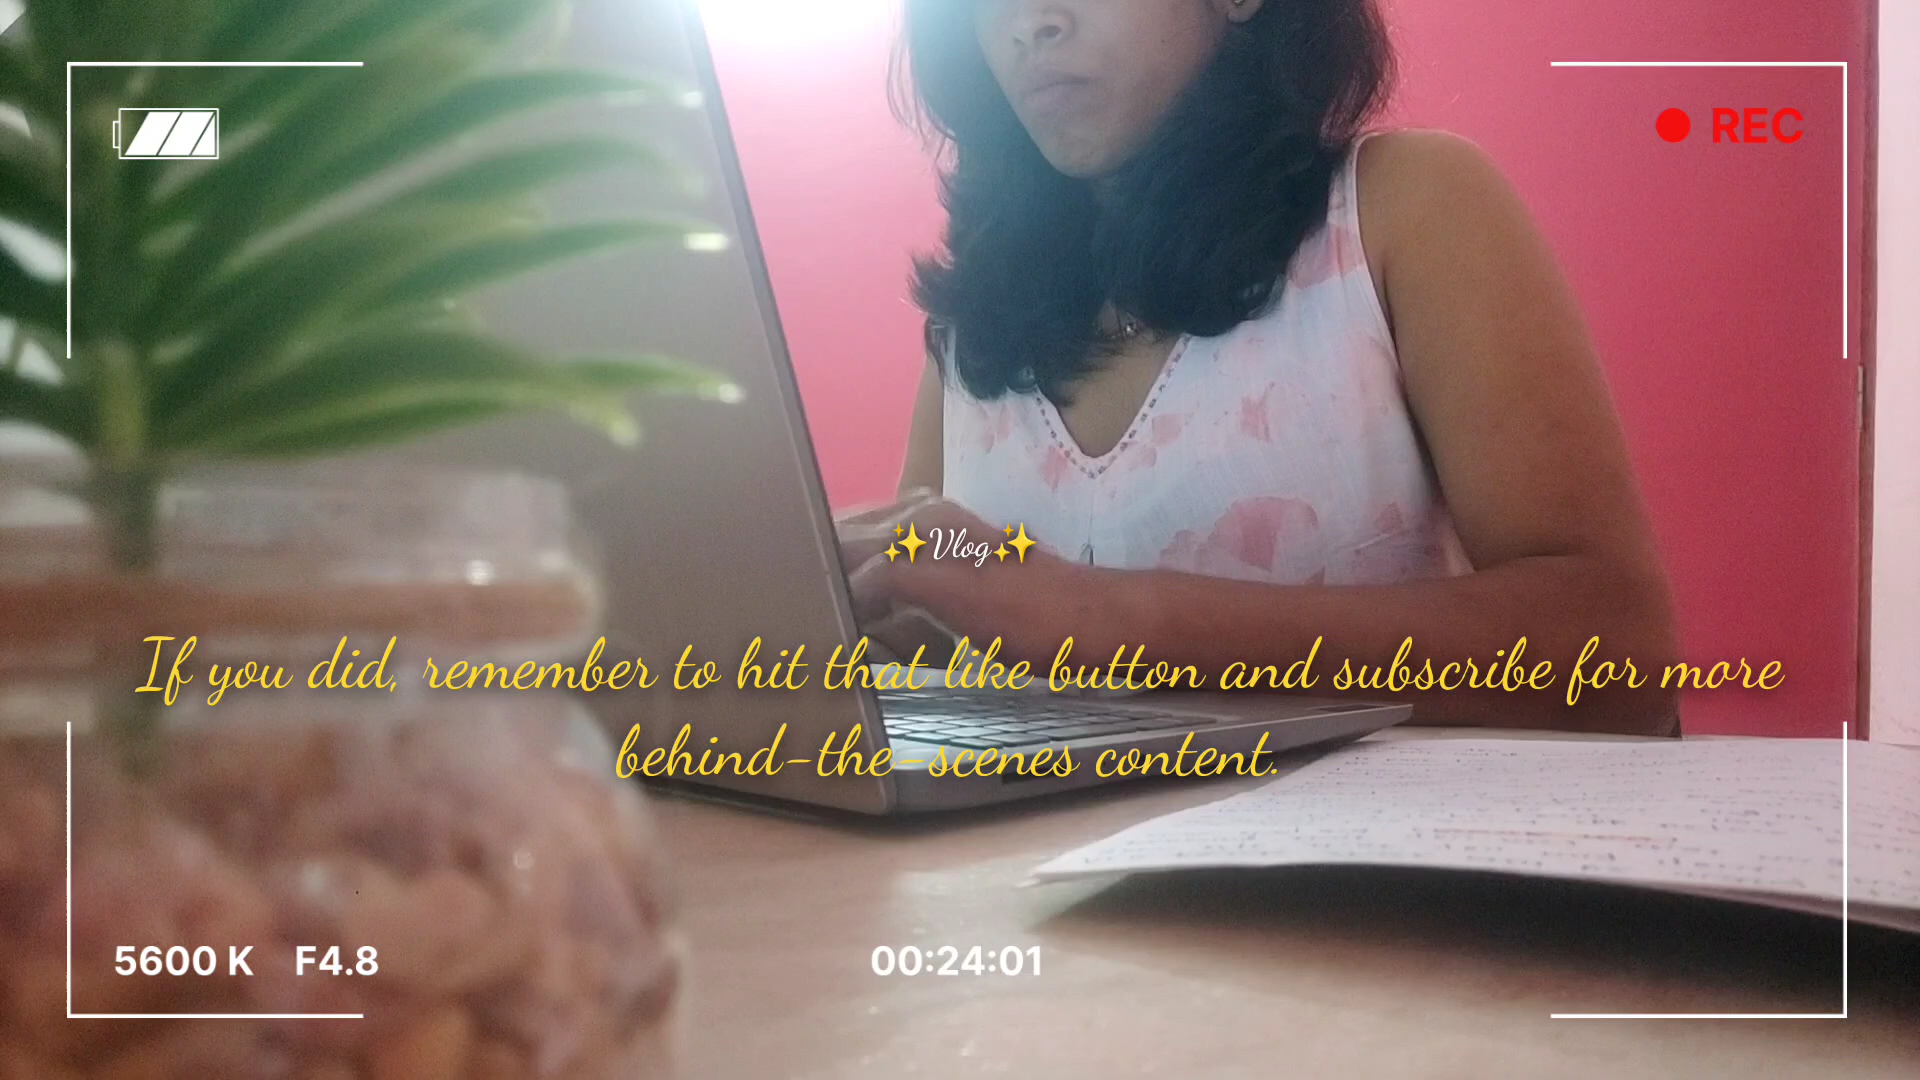 REC
✨Vlog✨
If you did, remember to hit that like button and subscribe for more
behind-the-scenes content.
5600 K F4.8
00:24:01